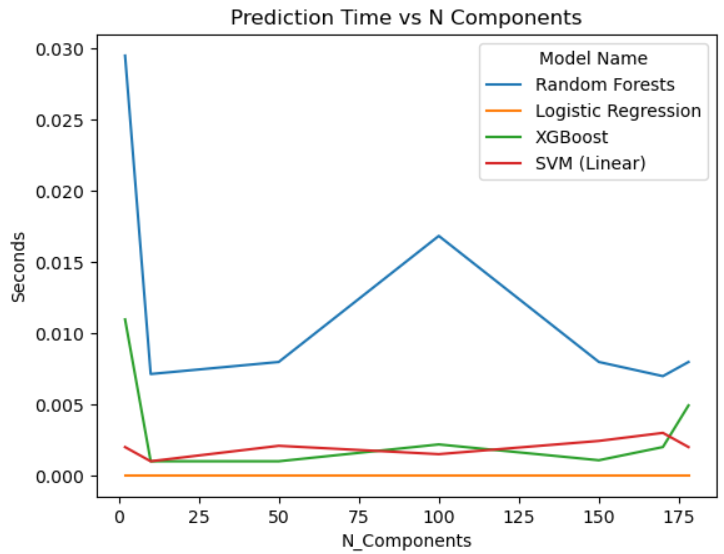 Prediction Time vs N Components
Model Name
Random Forests
Logistic Regression
XGBoost
SVM (Linear)
Seconds
0.030
0.025
0.020
0.015
0.010
0.005
0.000
0 25 50 75 100 125 150 175
N_Components